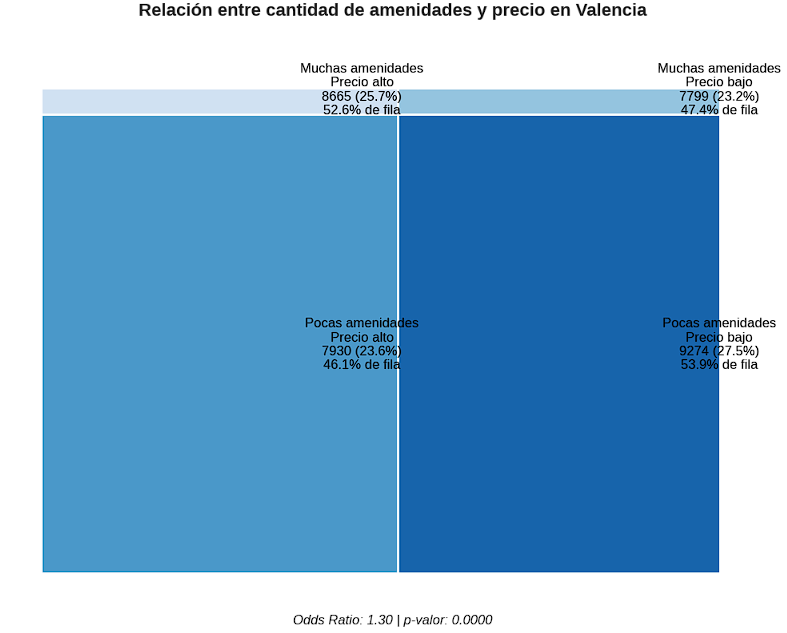 Relación entre cantidad de amenidades y precio en Valencia
Muchas amenidades
Precio alto
8665 (25.7%)
52.6% de fila
Muchas amenidades
Precio bajo
7799 (23.2%)
47.4% de fila
Pocas amenidades
Precio alto
7930 (23.6%)
46.1% de fila
Pocas amenidades
Precio bajo
9274 (27.5%)
53.9% de fila
Odds Ratio: 1.30 | p-valor: 0.0000